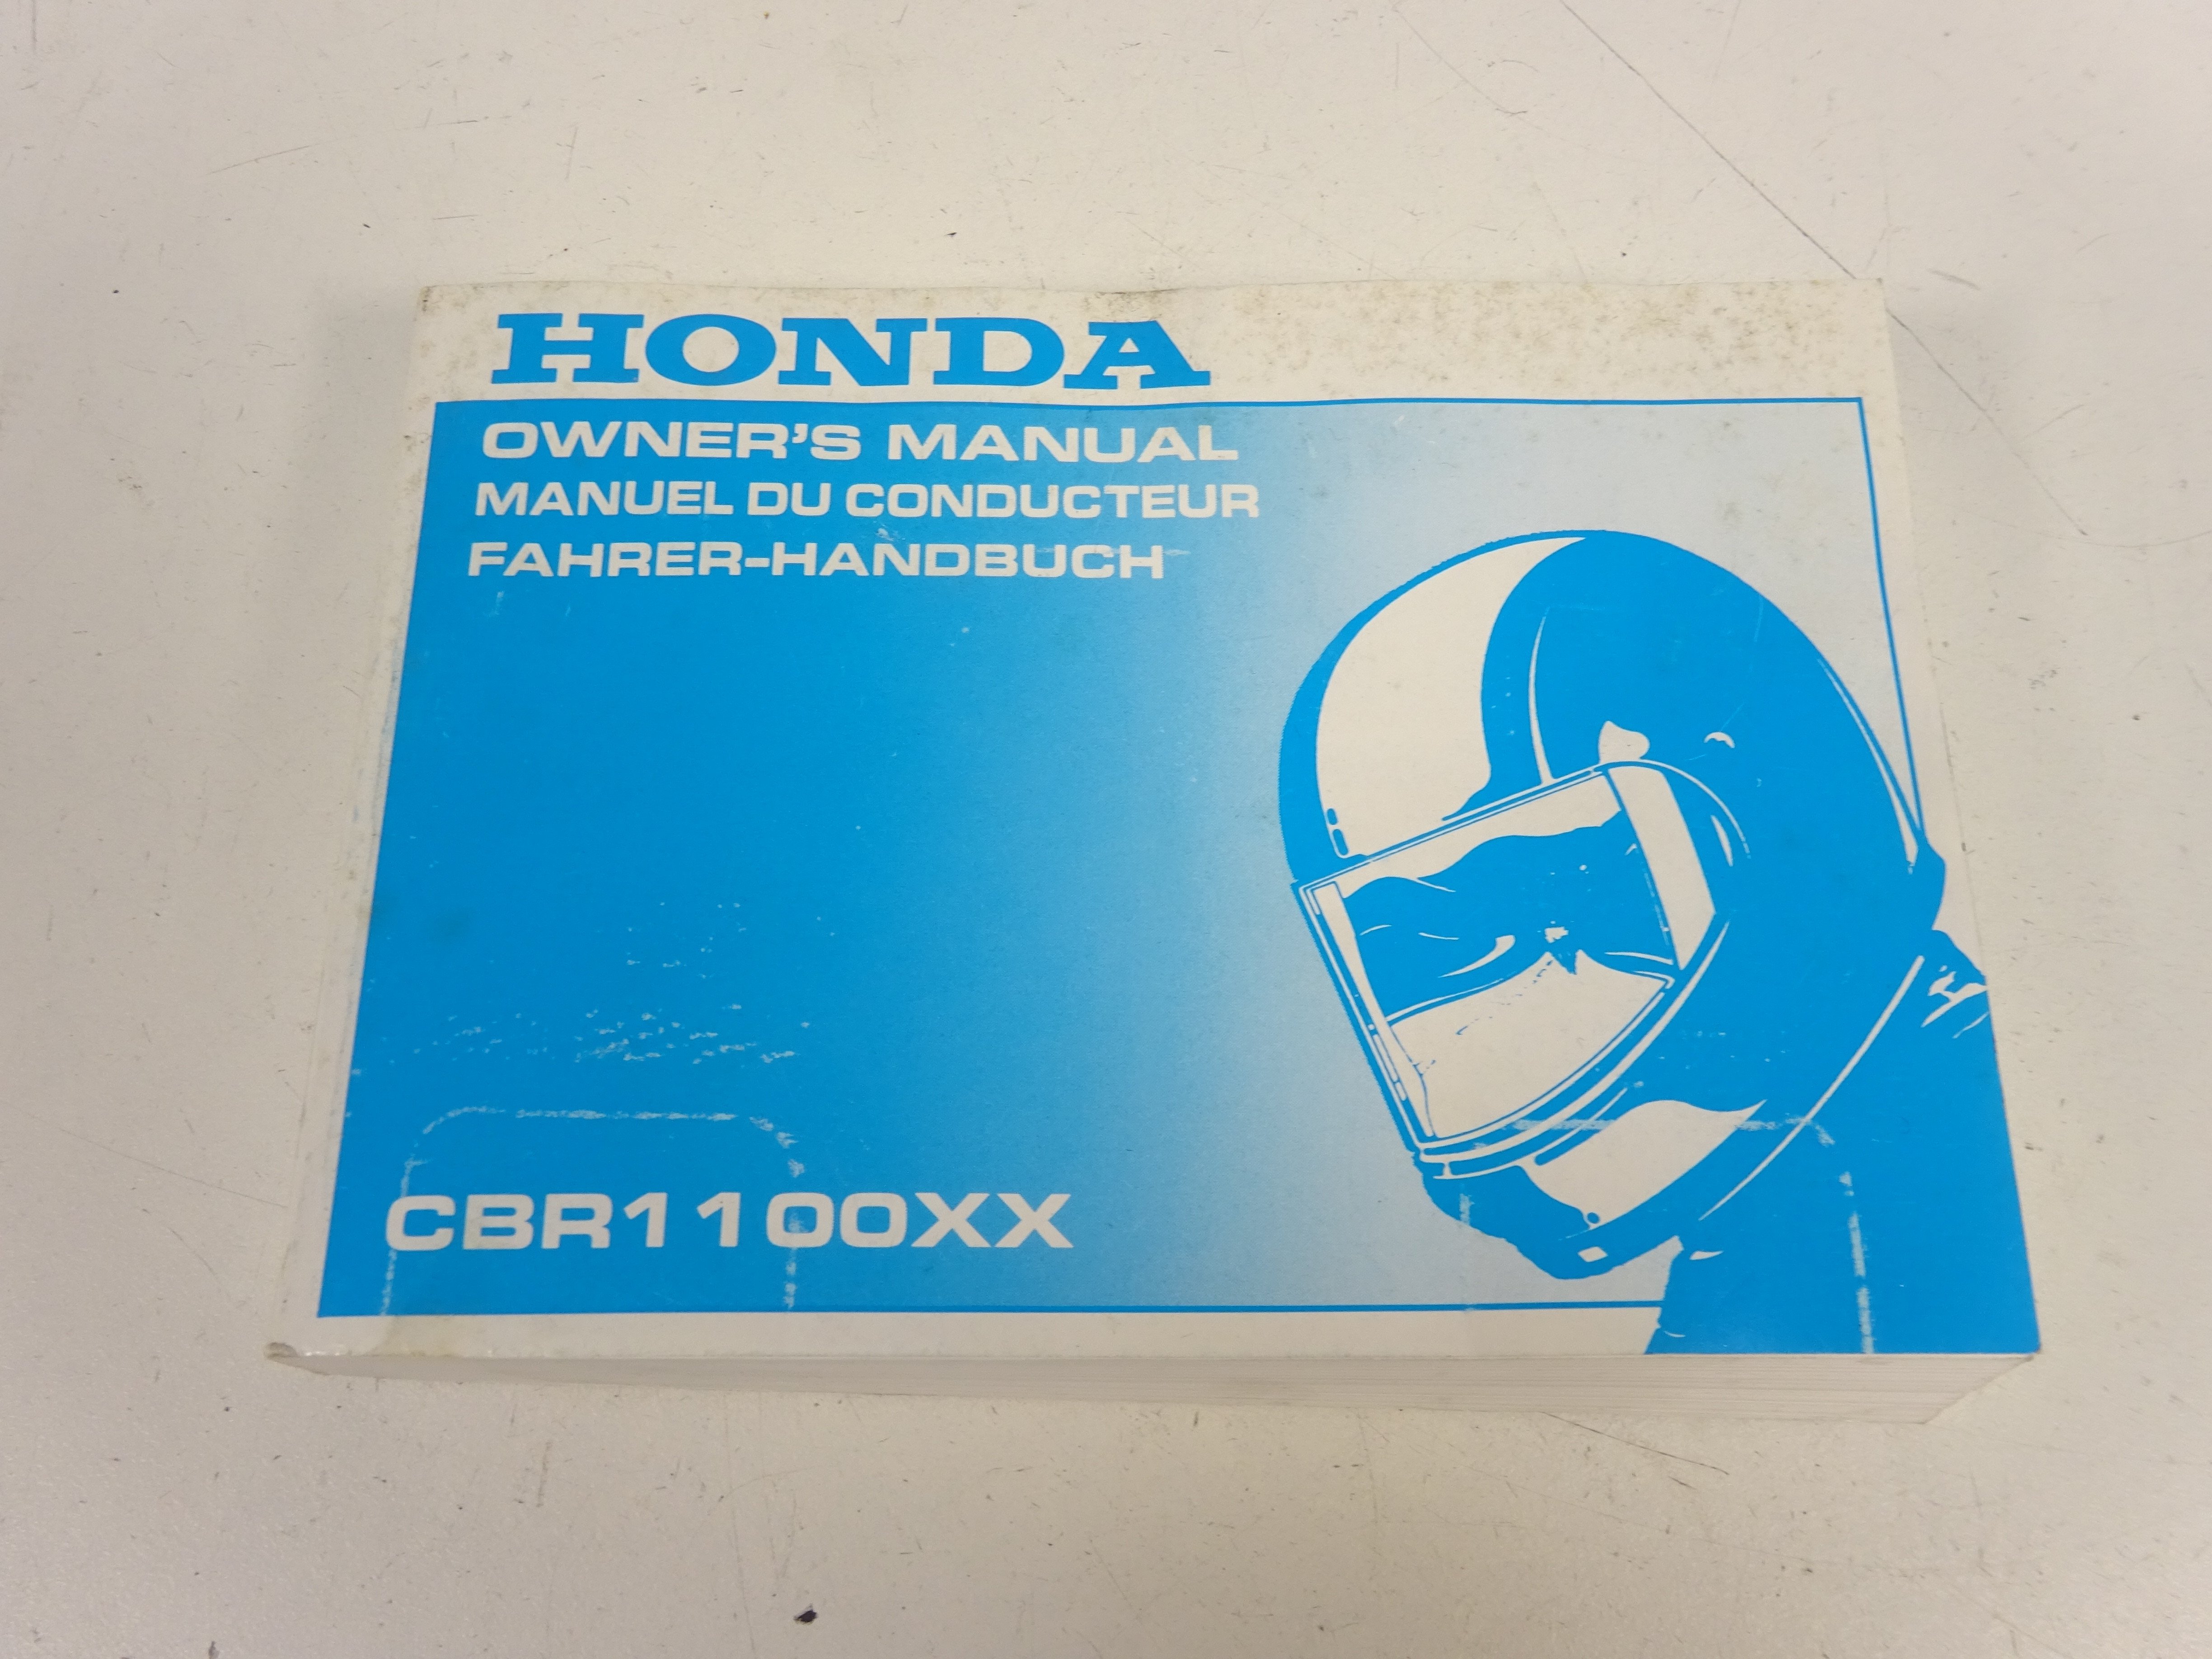 HONDA
OWNER'S MANUAL
MANUEL DU CONDUCTEUR
FAHRER-HANDBUCH
CBR1100XX